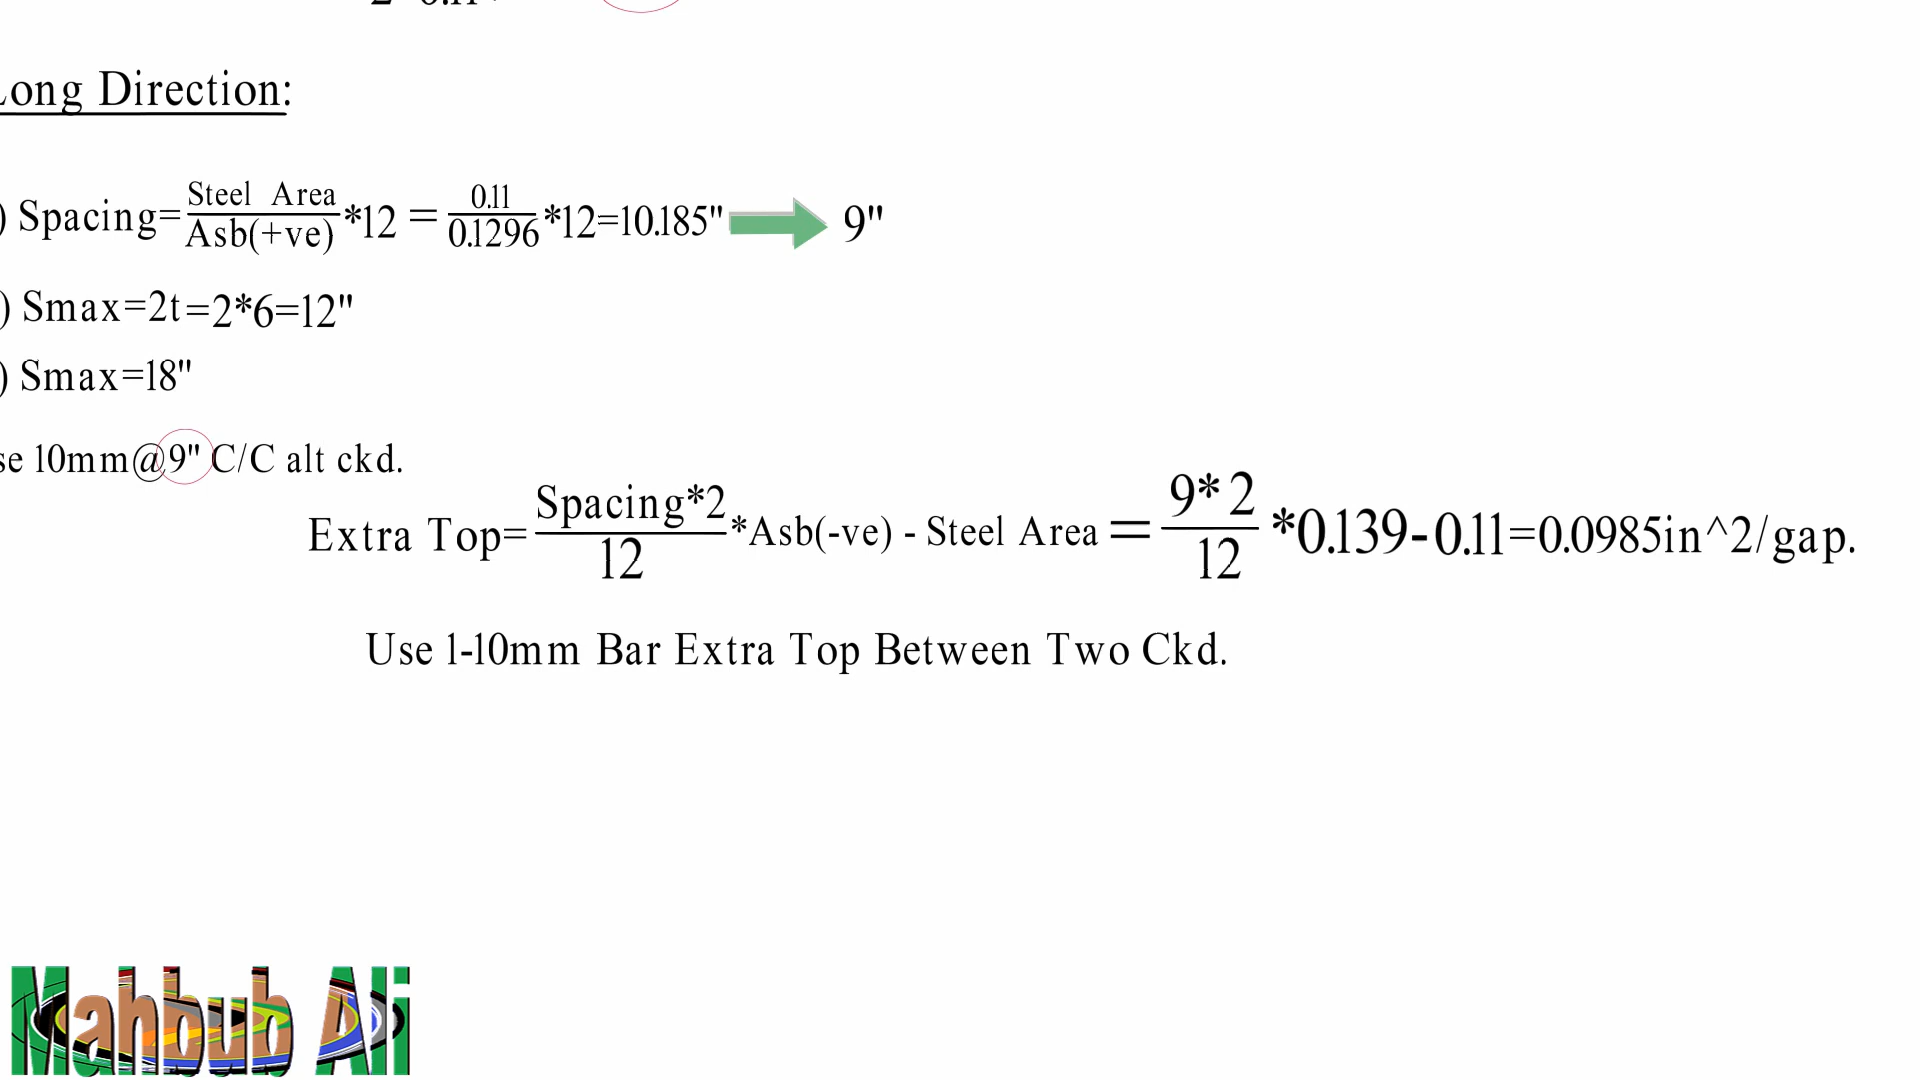 Long Direction:
) Spacing=Steel Area/Asb(+ve)*12 = 0.11/0.1296*12=10.185" 9"
) Smax=2t=2*6=12"
) Smax=18"
se 10mm@9" C/C alt ckd.
Extra Top=Spacing*2/12*Asb(-ve) - Steel Area = 9*2/12*0.139-0.11=0.0985in^2/gap.
Use 1-10mm Bar Extra Top Between Two Ckd.
Mahbub Ali